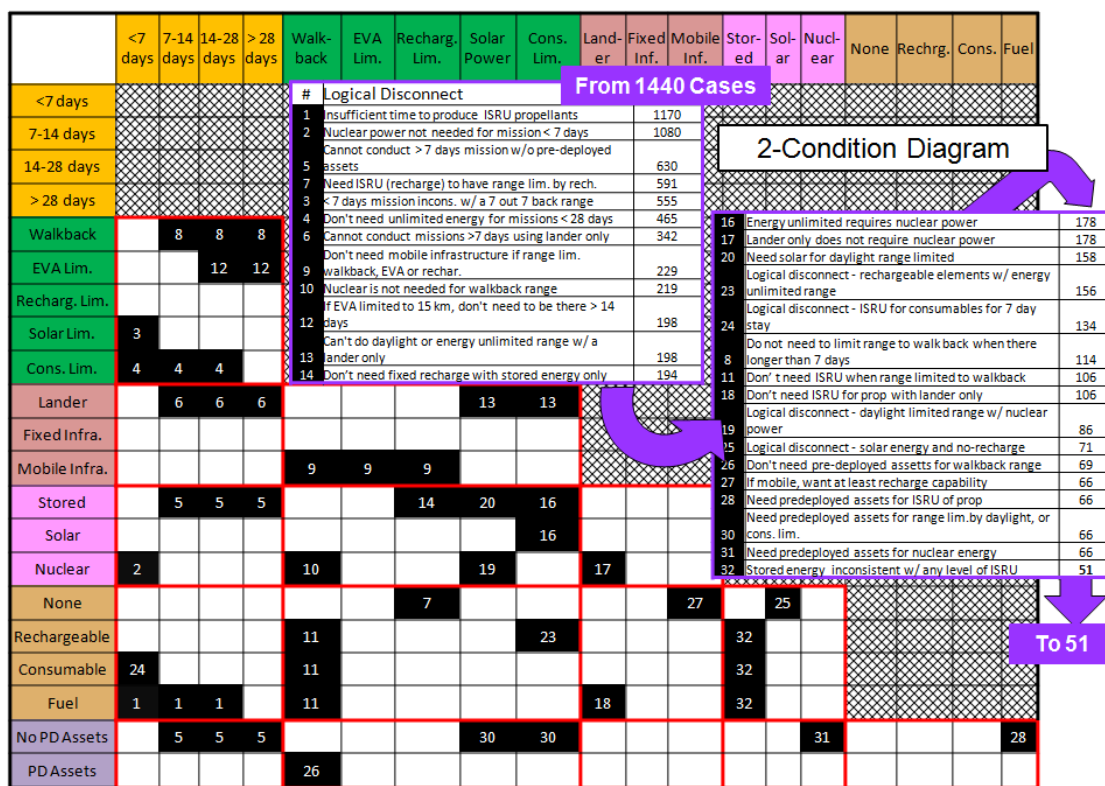 <7 days 7-14 days 14-28 days > 28 days Walk-back EVA Lim. Recharg. Lim. Solar Power Cons. Lim. Land-er Fixed Inf. Mobile Inf. Stor-ed Sol-ar Nucl-ear None Rechrg. Cons. Fuel
From 1440 Cases
<7 days
7-14 days
14-28 days
> 28 days
# Logical Disconnect
1 Insufficient time to produce ISRU propellants 1170
2 Nuclear power not needed for mission < 7 days 1080
5 Cannot conduct > 7 days mission w/o pre-deployed assets 630
7 Need ISRU (recharge) to have range lim. by rech. 591
3 < 7 days mission incons. w/ a 7 out 7 back range 555
4 Don't need unlimited energy for missions < 28 days 465
6 Cannot conduct missions >7 days using lander only 342
9 Don't need mobile infrastructure if range lim. walkback, EVA or rechar. 229
10 Nuclear is not needed for walkback range 219
12 If EVA limited to 15 km, don't need to be there > 14 days 198
13 Can't do daylight or energy unlimited range w/ a lander only 198
14 Don't need fixed recharge with stored energy only 194
2-Condition Diagram
16 Energy unlimited requires nuclear power 178
17 Lander only does not require nuclear power 178
20 Need solar for daylight range limited 158
23 Logical disconnect - rechargeable elements w/ energy unlimited range 156
24 Logical disconnect - ISRU for consumables for 7 day stay 134
8 Do not need to limit range to walk back when there longer than 7 days 114
11 Don' t need ISRU when range limited to walkback 106
18 Don't need ISRU for prop with lander only 106
19 Logical disconnect - daylight limited range w/ nuclear power 86
25 Logical disconnect - solar energy and no-recharge 71
26 Don't need pre-deployed assetts for walkback range 69
27 If mobile, want at least recharge capability 66
28 Need predeployed assets for ISRU of prop 66
30 Need predeployed assets for range lim.by daylight, or cons. lim. 66
31 Need predeployed assets for nuclear energy 66
32 Stored energy inconsistent w/ any level of ISRU 51
To 51
Walkback 8 8 8
EVA Lim. 12 12
Recharg. Lim.
Solar Lim. 3
Cons. Lim. 4 4 4
Lander 6 6 6 13 13
Fixed Infra.
Mobile Infra. 9 9 9
Stored 5 5 5 14 20 16
Solar 16
Nuclear 2 10 19 17
None 7 27 25
Rechargeable 11 23 32
Consumable 24 11 32
Fuel 1 1 1 11 18 32
No PD Assets 5 5 5 30 30 31 28
PD Assets 26